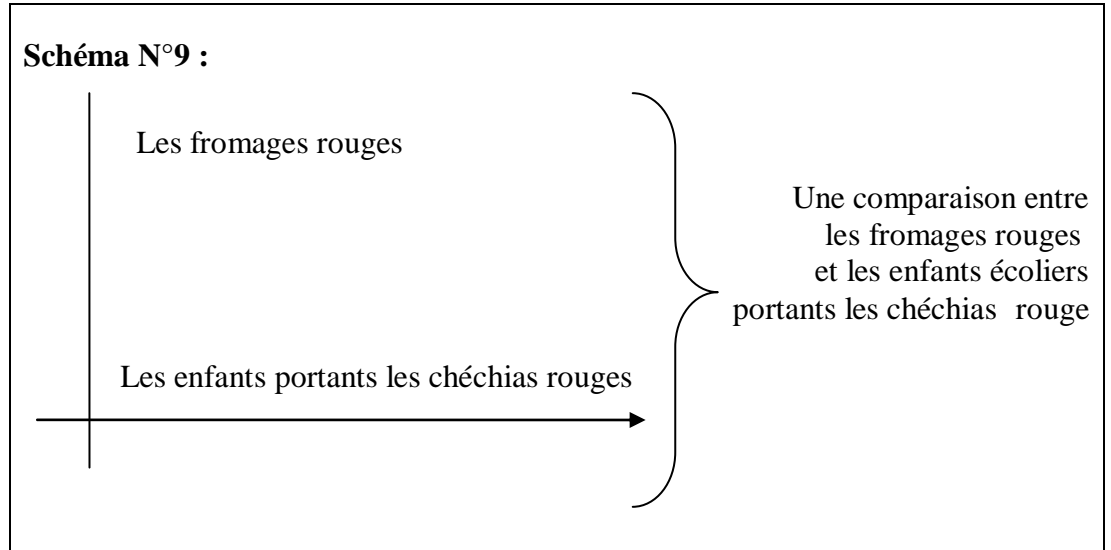 Schéma N°9 :
Les fromages rouges
Une comparaison entre
les fromages rouges
et les enfants écoliers
portants les chéchias rouge
Les enfants portants les chéchias rouges